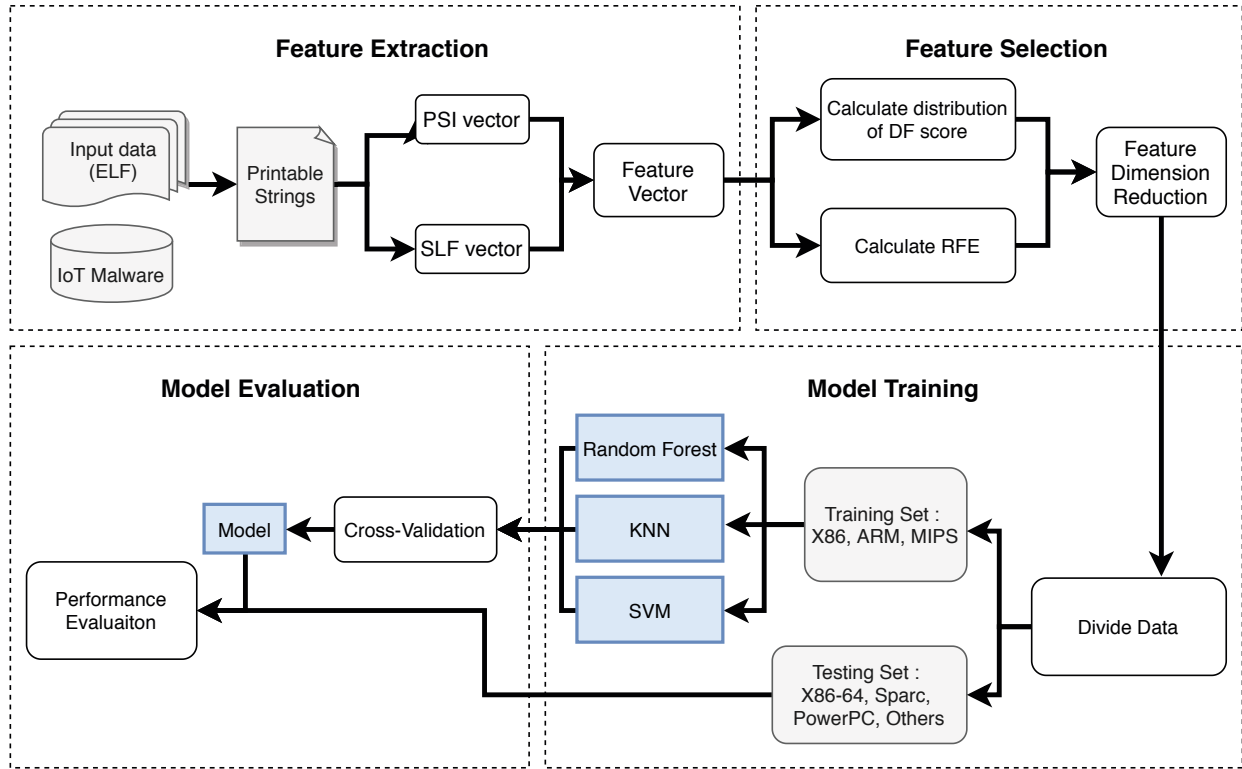 Feature Extraction
Input data
(ELF)
IoT Malware
Printable
Strings
PSI vector
SLF vector
Feature
Vector
Feature Selection
Calculate distribution
of DF score
Calculate RFE
Feature
Dimension
Reduction
Model Evaluation
Model
Cross-Validation
Performance
Evaluaiton
Model Training
Random Forest
KNN
SVM
Training Set :
X86, ARM, MIPS
Testing Set :
X86-64, Sparc,
PowerPC, Others
Divide Data